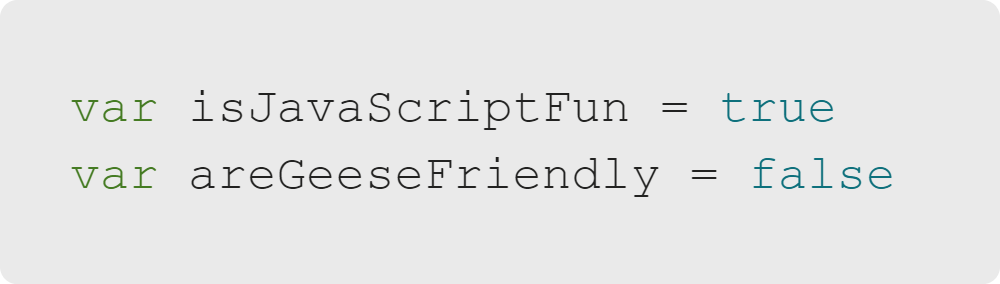 var isJavaScriptFun = true
var areGeeseFriendly = false